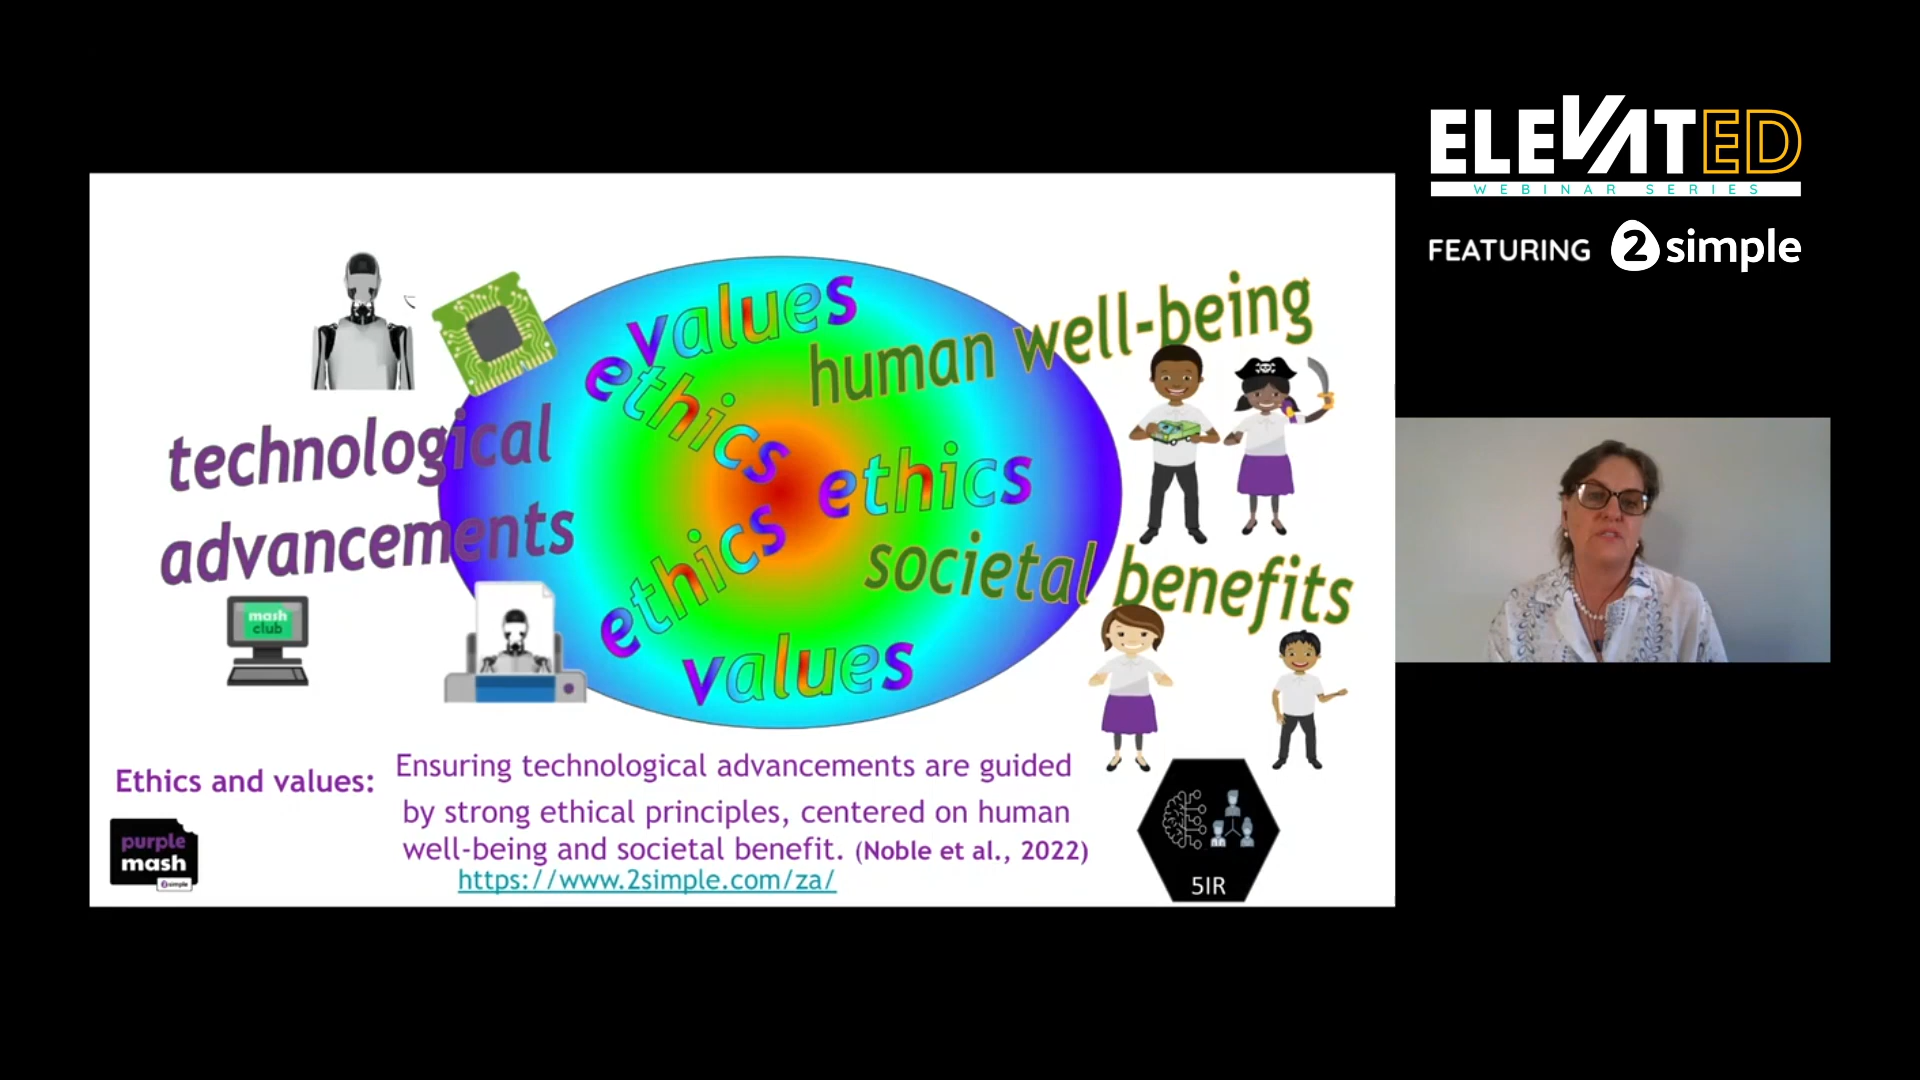 ELEVATED
WEBINAR SERIES
FEATURING 2simple
values
ethics
human well-being
technological
advancements
ethics
ethics
societal benefits
values
mash
club
Ethics and values:
Ensuring technological advancements are guided
by strong ethical principles, centered on human
well-being and societal benefit. (Noble et al., 2022)
https://www.2simple.com/za/
purple
mash
2simple
5IR